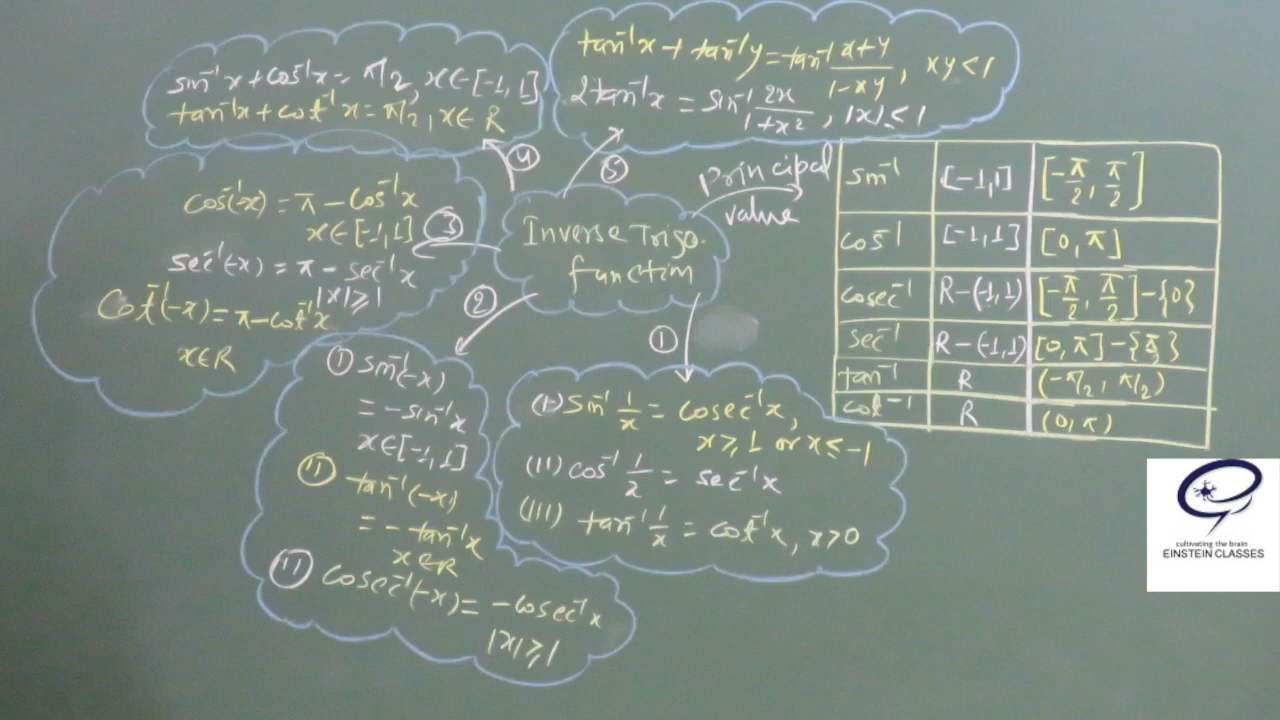 sin⁻¹x + cos⁻¹x = π/2, x∈[-1,1]
tan⁻¹x + cot⁻¹x = π/2, x∈R
tan⁻¹x + tan⁻¹y = tan⁻¹ (x+y)/(1-xy), xy<1
2tan⁻¹x = sin⁻¹ 2x/(1+x²), |x|≤1
④
⑤
Principal
value
cos⁻¹(-x) = π - cos⁻¹x
x∈[-1,1]
sec⁻¹(-x) = π - sec⁻¹x
|x|≥1
cot⁻¹(-x) = π-cot⁻¹x
x∈R
③
Inverse Trigo.
function
②
①
sin⁻¹ [-1,1] [-π/2, π/2]
cos⁻¹ [-1,1] [0,π]
cosec⁻¹ R-(-1,1) [-π/2, π/2]-{0}
sec⁻¹ R-(-1,1) [0,π]-{π/2}
tan⁻¹ R (-π/2, π/2)
cot⁻¹ R (0,π)
(I) sin⁻¹(-x)
= -sin⁻¹x
x∈[-1,1]
(II) tan⁻¹(-x)
= -tan⁻¹x
x∈R
(III) cosec⁻¹(-x) = -cosec⁻¹x
|x|≥1
(I) sin⁻¹ 1/x = cosec⁻¹x,
x≥1 or x≤-1
(II) cos⁻¹ 1/x = sec⁻¹x
(III) tan⁻¹ 1/x = cot⁻¹x, x>0
cultivating the brain
EINSTEIN CLASSES